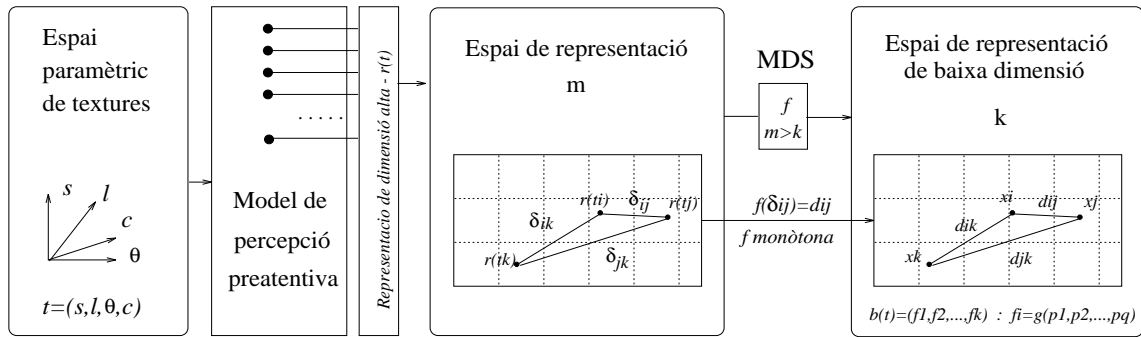 Espai
paramètric
de textures
s
l
c
θ
t=(s,l,θ,c)
.....
Model de
percepció
preatentiva
Representacio de dimensió alta - r(t)
Espai de representació
m
r(ti)
δij
r(tj)
δik
r(tk)
δjk
MDS
f
m>k
f(δij)=dij
f monòtona
Espai de representació
de baixa dimensió
k
xi
dij
xj
dik
xk
djk
b(t)=(f1,f2,...,fk) : fi=g(p1,p2,...,pq)